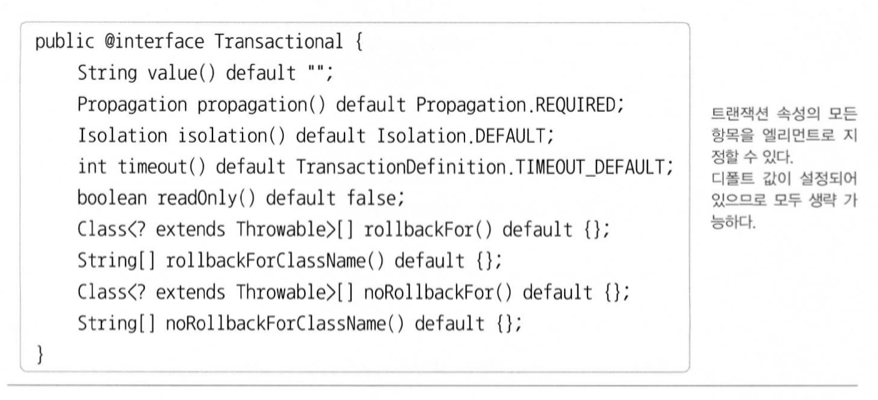 public @interface Transactional {
String value() default "";
Propagation propagation() default Propagation.REQUIRED;
Isolation isolation() default Isolation.DEFAULT;
int timeout() default TransactionDefinition.TIMEOUT_DEFAULT;
boolean readOnly() default false;
Class<? extends Throwable>[] rollbackFor() default {};
String[] rollbackForClassName() default {};
Class<? extends Throwable>[] noRollbackFor() default {};
String[] noRollbackForClassName() default {};
}
트랜잭션 속성의 모든
항목을 엘리먼트로 지
정할 수 있다.
디폴트 값이 설정되어
있으므로 모두 생략 가
능하다.